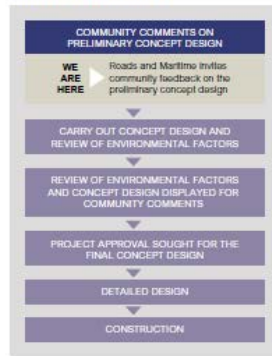 COMMUNITY COMMENTS ON
PRELIMINARY CONCEPT DESIGN
WE
ARE
HERE
Roads and Maritime invites
community feedback on the
preliminary concept design
CARRY OUT CONCEPT DESIGN AND
REVIEW OF ENVIRONMENTAL FACTORS
REVIEW OF ENVIRONMENTAL FACTORS
AND CONCEPT DESIGN DISPLAYED FOR
COMMUNITY COMMENTS
PROJECT APPROVAL SOUGHT FOR THE
FINAL CONCEPT DESIGN
DETAILED DESIGN
CONSTRUCTION